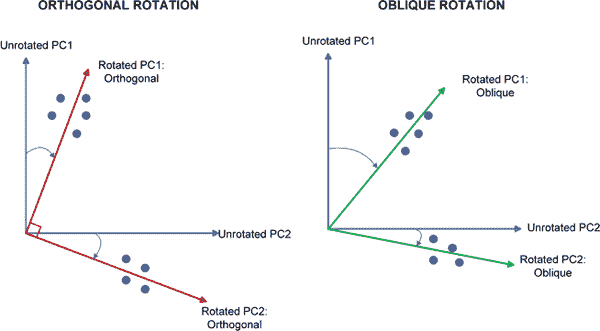 ORTHOGONAL ROTATION
Unrotated PC1
Rotated PC1:
Orthogonal
Unrotated PC2
Rotated PC2:
Orthogonal
OBLIQUE ROTATION
Unrotated PC1
Rotated PC1:
Oblique
Unrotated PC2
Rotated PC2:
Oblique